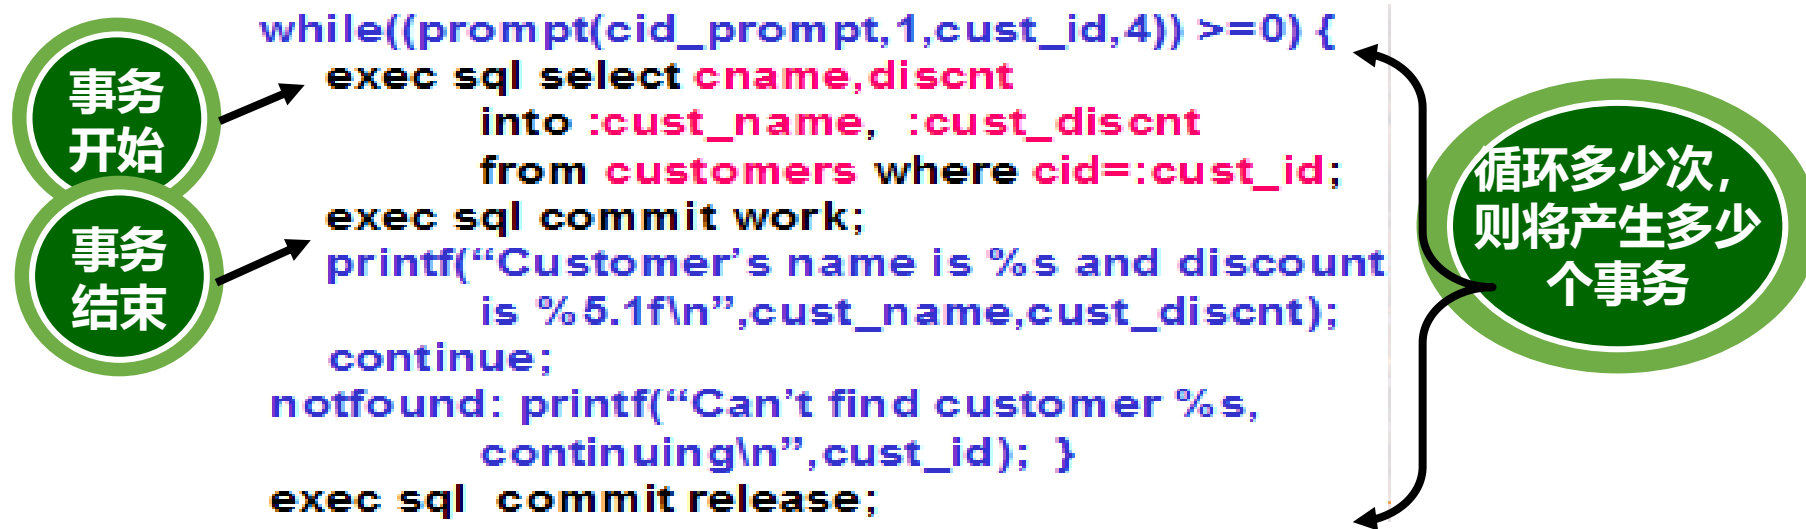 while((prompt(cid_prompt,1,cust_id,4)) >=0) {
exec sql select cname,discnt
into :cust_name, :cust_discnt
from customers where cid=:cust_id;
exec sql commit work;
printf(“Customer’s name is %s and discount
is %5.1f\n”,cust_name,cust_discnt);
continue;
notfound: printf(“Can’t find customer %s,
continuing\n”,cust_id); }
exec sql commit release;
事务
开始
事务
结束
循环多少次，
则将产生多少
个事务